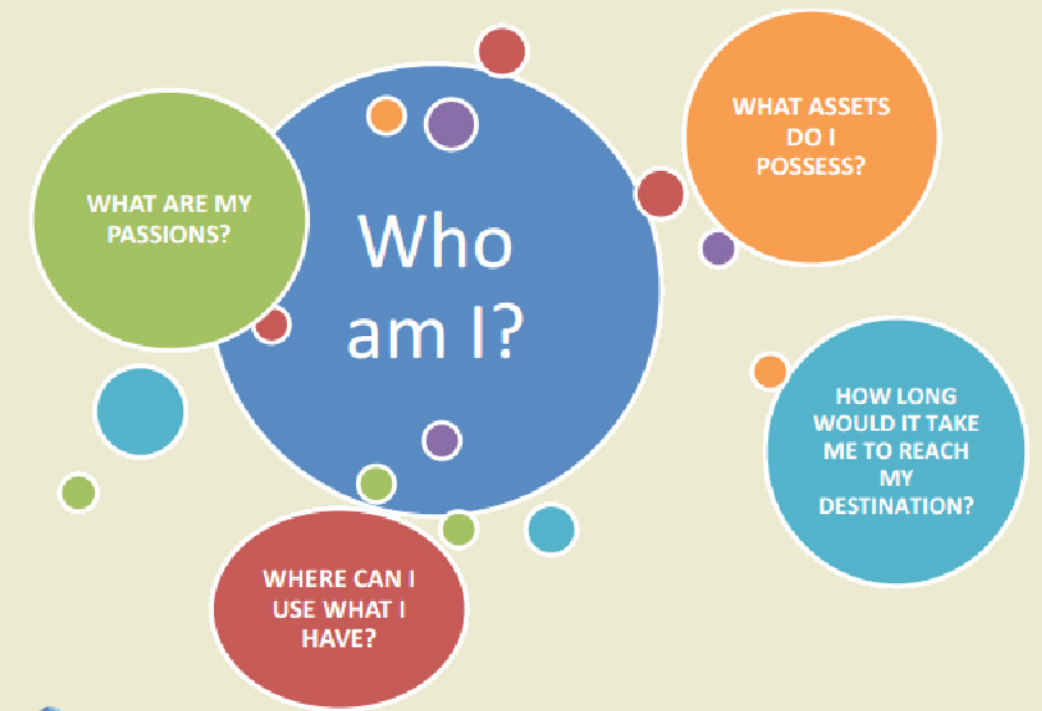 Who
am I?
WHAT ARE MY
PASSIONS?
WHAT ASSETS
DO I
POSSESS?
HOW LONG
WOULD IT TAKE
ME TO REACH
MY
DESTINATION?
WHERE CAN I
USE WHAT I
HAVE?